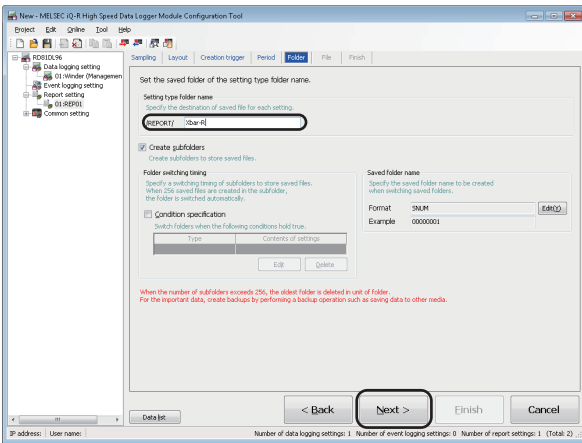 New - MELSEC iQ-R High Speed Data Logger Module Configuration Tool
Project Edit Online Tool Help
RD81DL96
Data logging setting
01:Winder (Managemen
Event logging setting
Report setting
01:REP01
Common setting
Sampling Layout Creation trigger Period Folder File Finish
Set the saved folder of the setting type folder name.
Setting type folder name
Specify the destination of saved file for each setting.
/REPORT/ Xbar-R
Create subfolders
Create subfolders to store saved files.
Folder switching timing
Specify a switching timing of subfolders to store saved files.
When 256 saved files are created in the subfolder,
the folder is switched automatically.
Condition specification
Switch folders when the following conditions hold true.
Type Contents of settings
Edit Delete
Saved folder name
Specify the saved folder name to be created
when switching saved folders.
Format SNUM Edit(Y)
Example 00000001
When the number of subfolders exceeds 256, the oldest folder is deleted in unit of folder.
For the important data, create backups by performing a backup operation such as saving data to other media.
Data list < Back Next > Finish Cancel
IP address: User name: Number of data logging settings: 1 Number of event logging settings: 0 Number of report settings: 1 (Total: 2)